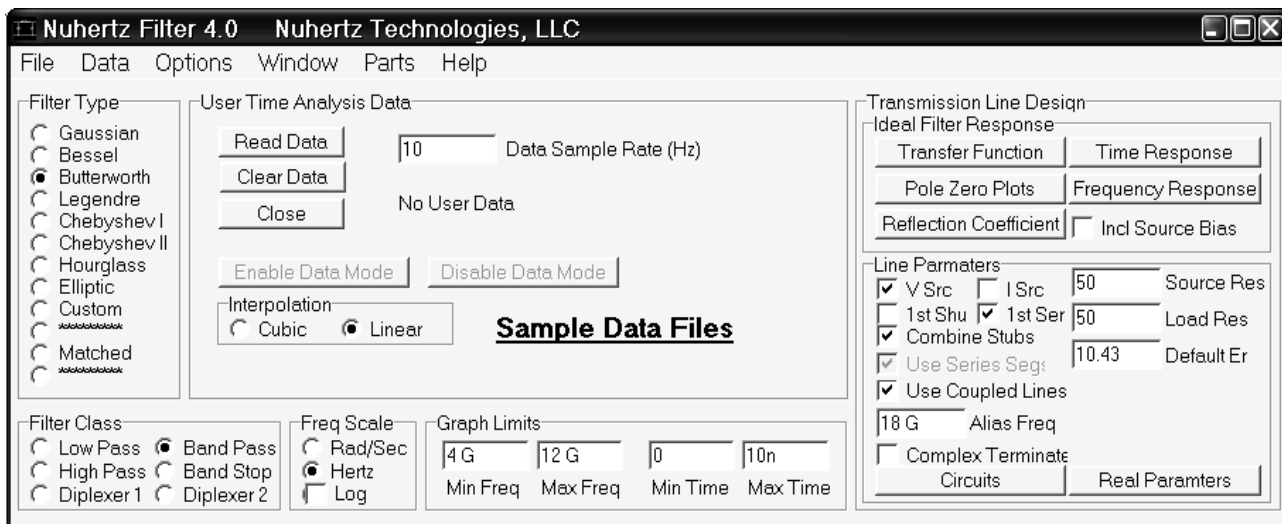 Nuhertz Filter 4.0 Nuhertz Technologies, LLC
File Data Options Window Parts Help
Filter Type
Gaussian
Bessel
Butterworth
Legendre
Chebyshev I
Chebyshev II
Hourglass
Elliptic
Custom
**********
Matched
**********
User Time Analysis Data
Read Data
10 Data Sample Rate (Hz)
Clear Data
Close
No User Data
Enable Data Mode Disable Data Mode
Interpolation
Cubic Linear
Sample Data Files
Transmission Line Design
Ideal Filter Response
Transfer Function Time Response
Pole Zero Plots Frequency Response
Reflection Coefficient Incl Source Bias
Line Parmaters
V Src I Src 50 Source Res
1st Shu 1st Ser 50 Load Res
Combine Stubs
10.43 Default Er
Use Series Segs
Use Coupled Lines
18 G Alias Freq
Complex Terminate
Circuits Real Paramters
Filter Class
Low Pass Band Pass
High Pass Band Stop
Diplexer 1 Diplexer 2
Freq Scale
Rad/Sec
Hertz
Log
Graph Limits
4 G 12 G 0 10n
Min Freq Max Freq Min Time Max Time